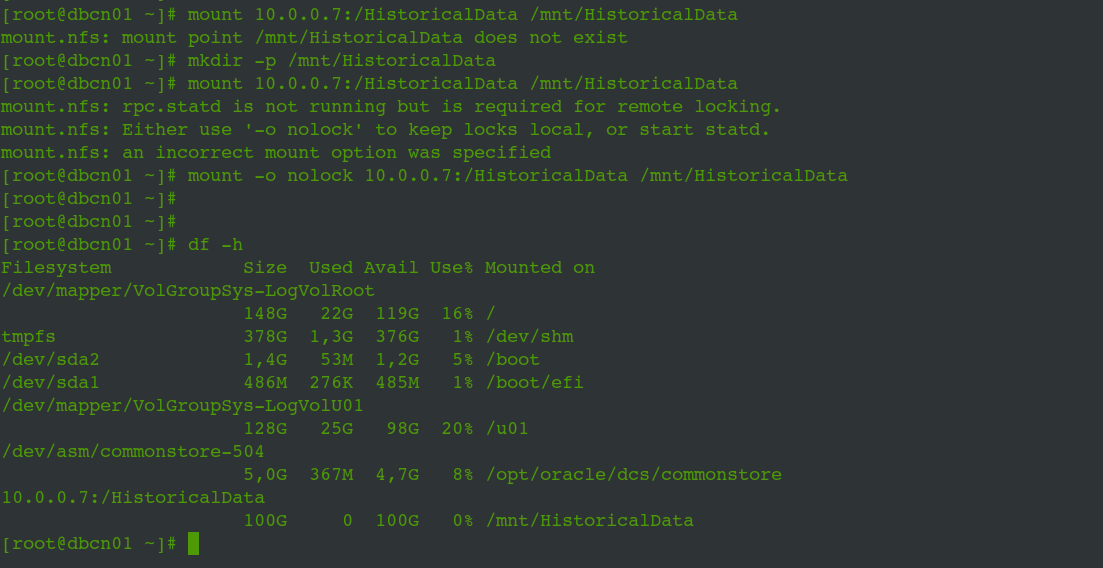 [root@dbcn01 ~]# mount 10.0.0.7:/HistoricalData /mnt/HistoricalData
mount.nfs: mount point /mnt/HistoricalData does not exist
[root@dbcn01 ~]# mkdir -p /mnt/HistoricalData
[root@dbcn01 ~]# mount 10.0.0.7:/HistoricalData /mnt/HistoricalData
mount.nfs: rpc.statd is not running but is required for remote locking.
mount.nfs: Either use '-o nolock' to keep locks local, or start statd.
mount.nfs: an incorrect mount option was specified
[root@dbcn01 ~]# mount -o nolock 10.0.0.7:/HistoricalData /mnt/HistoricalData
[root@dbcn01 ~]#
[root@dbcn01 ~]#
[root@dbcn01 ~]# df -h
Filesystem            Size  Used Avail Use% Mounted on
/dev/mapper/VolGroupSys-LogVolRoot
                      148G   22G  119G  16% /
tmpfs                 378G  1,3G  376G   1% /dev/shm
/dev/sda2             1,4G   53M  1,2G   5% /boot
/dev/sda1             486M  276K  485M   1% /boot/efi
/dev/mapper/VolGroupSys-LogVolU01
                      128G   25G   98G  20% /u01
/dev/asm/commonstore-504
                      5,0G  367M  4,7G   8% /opt/oracle/dcs/commonstore
10.0.0.7:/HistoricalData
                      100G     0  100G   0% /mnt/HistoricalData
[root@dbcn01 ~]#